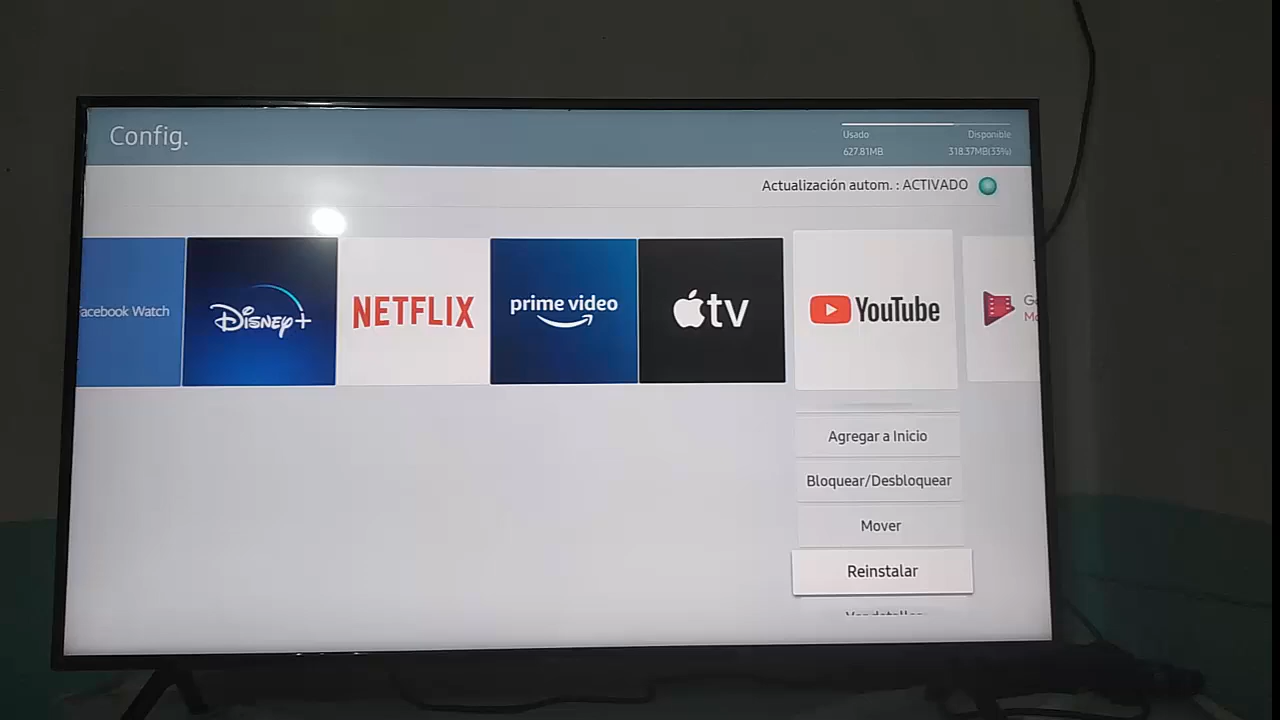 Config.
Usado
Disponible
627.81MB
318.37MB(33%)
Actualización autom. : ACTIVADO
acebook Watch
Disney+
NETFLIX
prime video
tv
YouTube
Agregar a Inicio
Bloquear/Desbloquear
Mover
Reinstalar